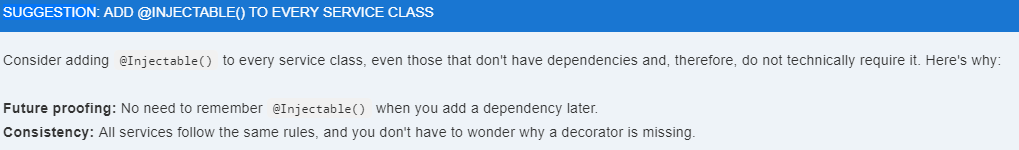 SUGGESTION: ADD @INJECTABLE() TO EVERY SERVICE CLASS
Consider adding @Injectable() to every service class, even those that don't have dependencies and, therefore, do not technically require it. Here's why:
Future proofing: No need to remember @Injectable() when you add a dependency later.
Consistency: All services follow the same rules, and you don't have to wonder why a decorator is missing.